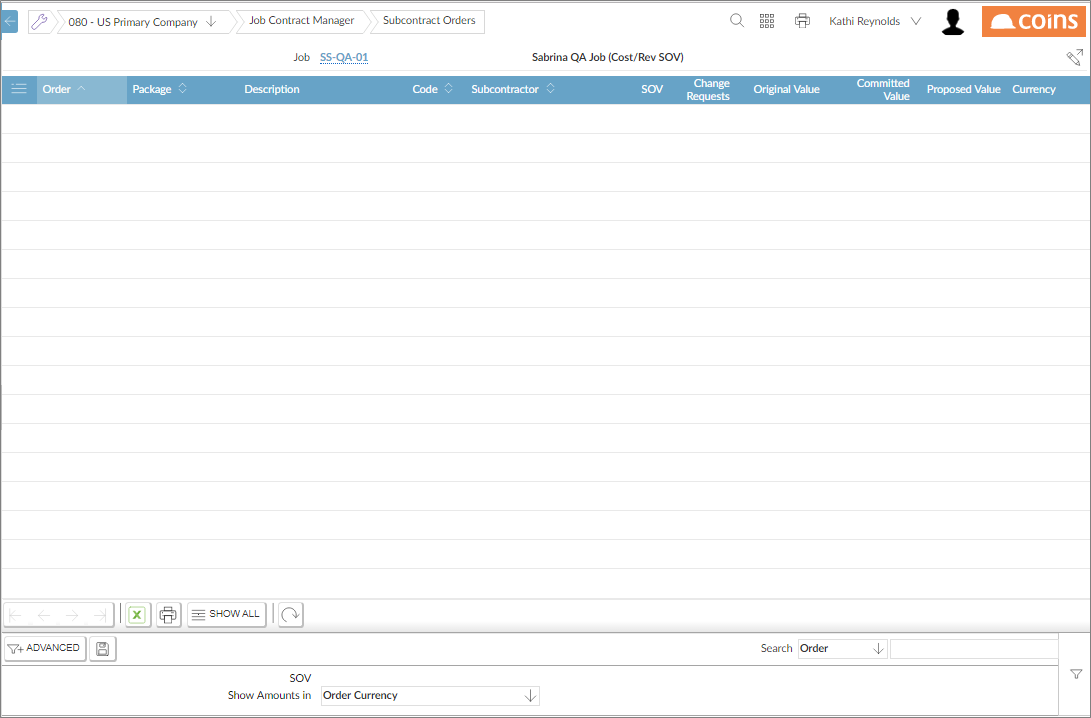 080 - US Primary Company
Job Contract Manager
Subcontract Orders
Kathi Reynolds
coins
Job SS-QA-01
Sabrina QA Job (Cost/Rev SOV)
Order Package Description Code Subcontractor SOV Change Requests Original Value Committed Value Proposed Value Currency
X
SHOW ALL
ADVANCED
Search Order
SOV
Show Amounts in Order Currency